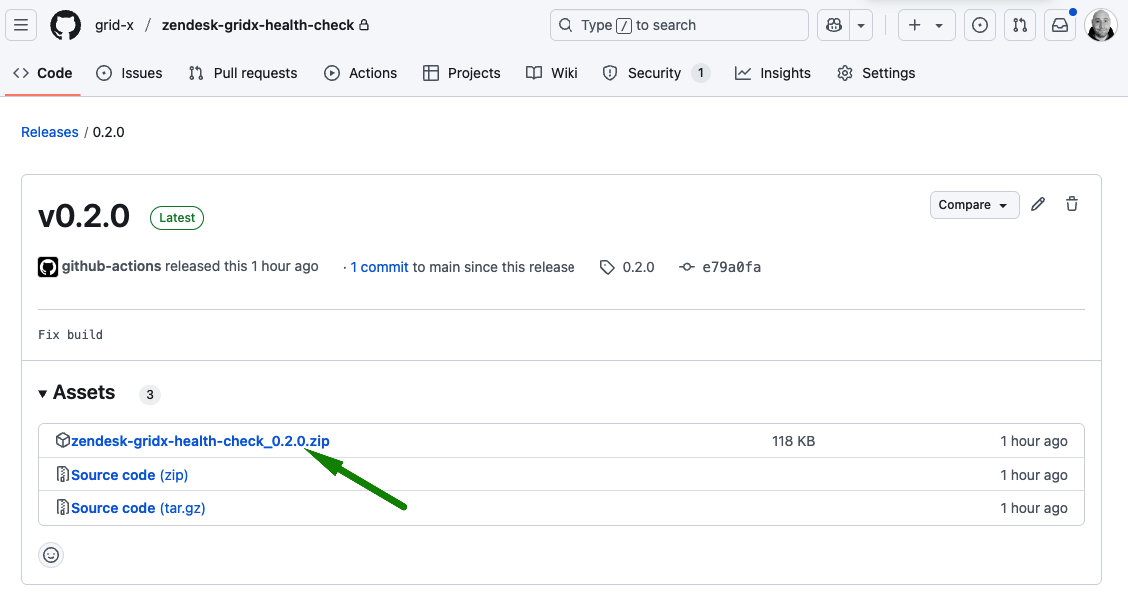 grid-x / zendesk-gridx-health-check Type / to search
Code Issues Pull requests Actions Projects Wiki Security 1 Insights Settings
Releases / 0.2.0
v0.2.0 Latest Compare
github-actions released this 1 hour ago · 1 commit to main since this release 0.2.0 e79a0fa
Fix build
Assets 3
zendesk-gridx-health-check_0.2.0.zip 118 KB 1 hour ago
Source code (zip) 1 hour ago
Source code (tar.gz) 1 hour ago